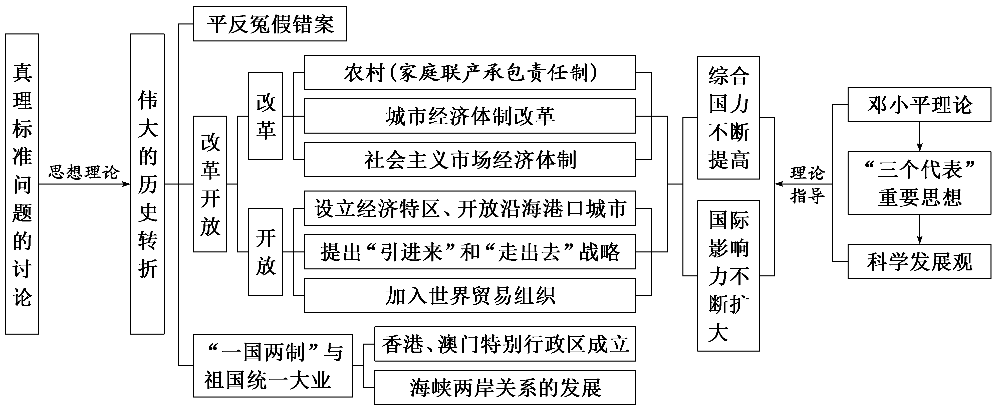 真理标准问题的讨论
思想理论
伟大的历史转折
平反冤假错案
改革开放
改革
农村(家庭联产承包责任制)
城市经济体制改革
社会主义市场经济体制
开放
设立经济特区、开放沿海港口城市
提出“引进来”和“走出去”战略
加入世界贸易组织
“一国两制”与
祖国统一大业
香港、澳门特别行政区成立
海峡两岸关系的发展
综合
国力
不断
提高
国际
影响
力不
断扩
大
理论
指导
邓小平理论
“三个代表”
重要思想
科学发展观